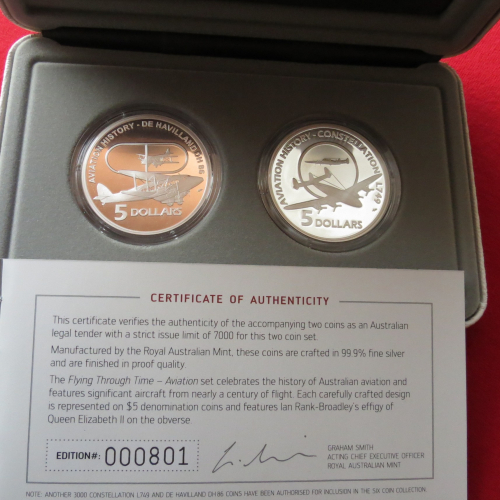 AVIATION HISTORY - DE HAVILLAND DH 86
5 DOLLARS
AVIATION HISTORY - CONSTELLATION L749
5 DOLLARS
CERTIFICATE OF AUTHENTICITY
This certificate verifies the authenticity of the accompanying two coins as an Australian
legal tender with a strict issue limit of 7000 for this two coin set.
Manufactured by the Royal Australian Mint, these coins are crafted in 99.9% fine silver
and are finished in proof quality.
The Flying Through Time – Aviation set celebrates the history of Australian aviation and
features significant aircraft from nearly a century of flight. Each carefully crafted design
is represented on $5 denomination coins and features Ian Rank-Broadley's effigy of
Queen Elizabeth II on the obverse.
EDITION#: 000801
GRAHAM SMITH
ACTING CHIEF EXECUTIVE OFFICER
ROYAL AUSTRALIAN MINT
NOTE: ANOTHER 3000 CONSTELLATION L749 AND DE HAVILLAND DH86 COINS HAVE BEEN AUTHORISED FOR INCLUSION IN THE SIX COIN COLLECTION.